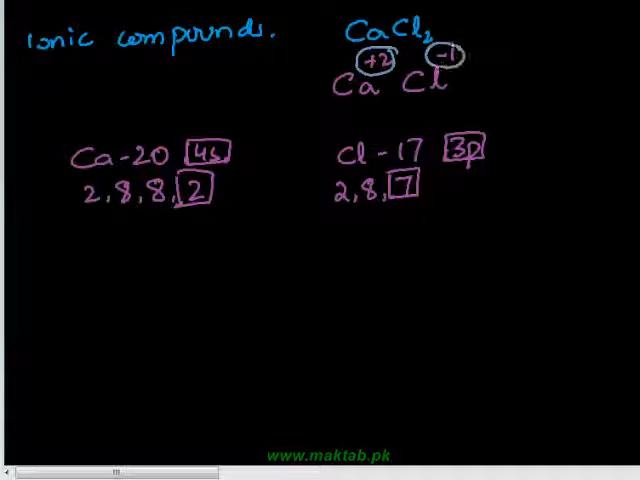 ionic compounds. CaCl₂
Ca +2 Cl -1
Ca-20 4s Cl-17 3p
2,8,8,2 2,8,7
www.maktab.pk